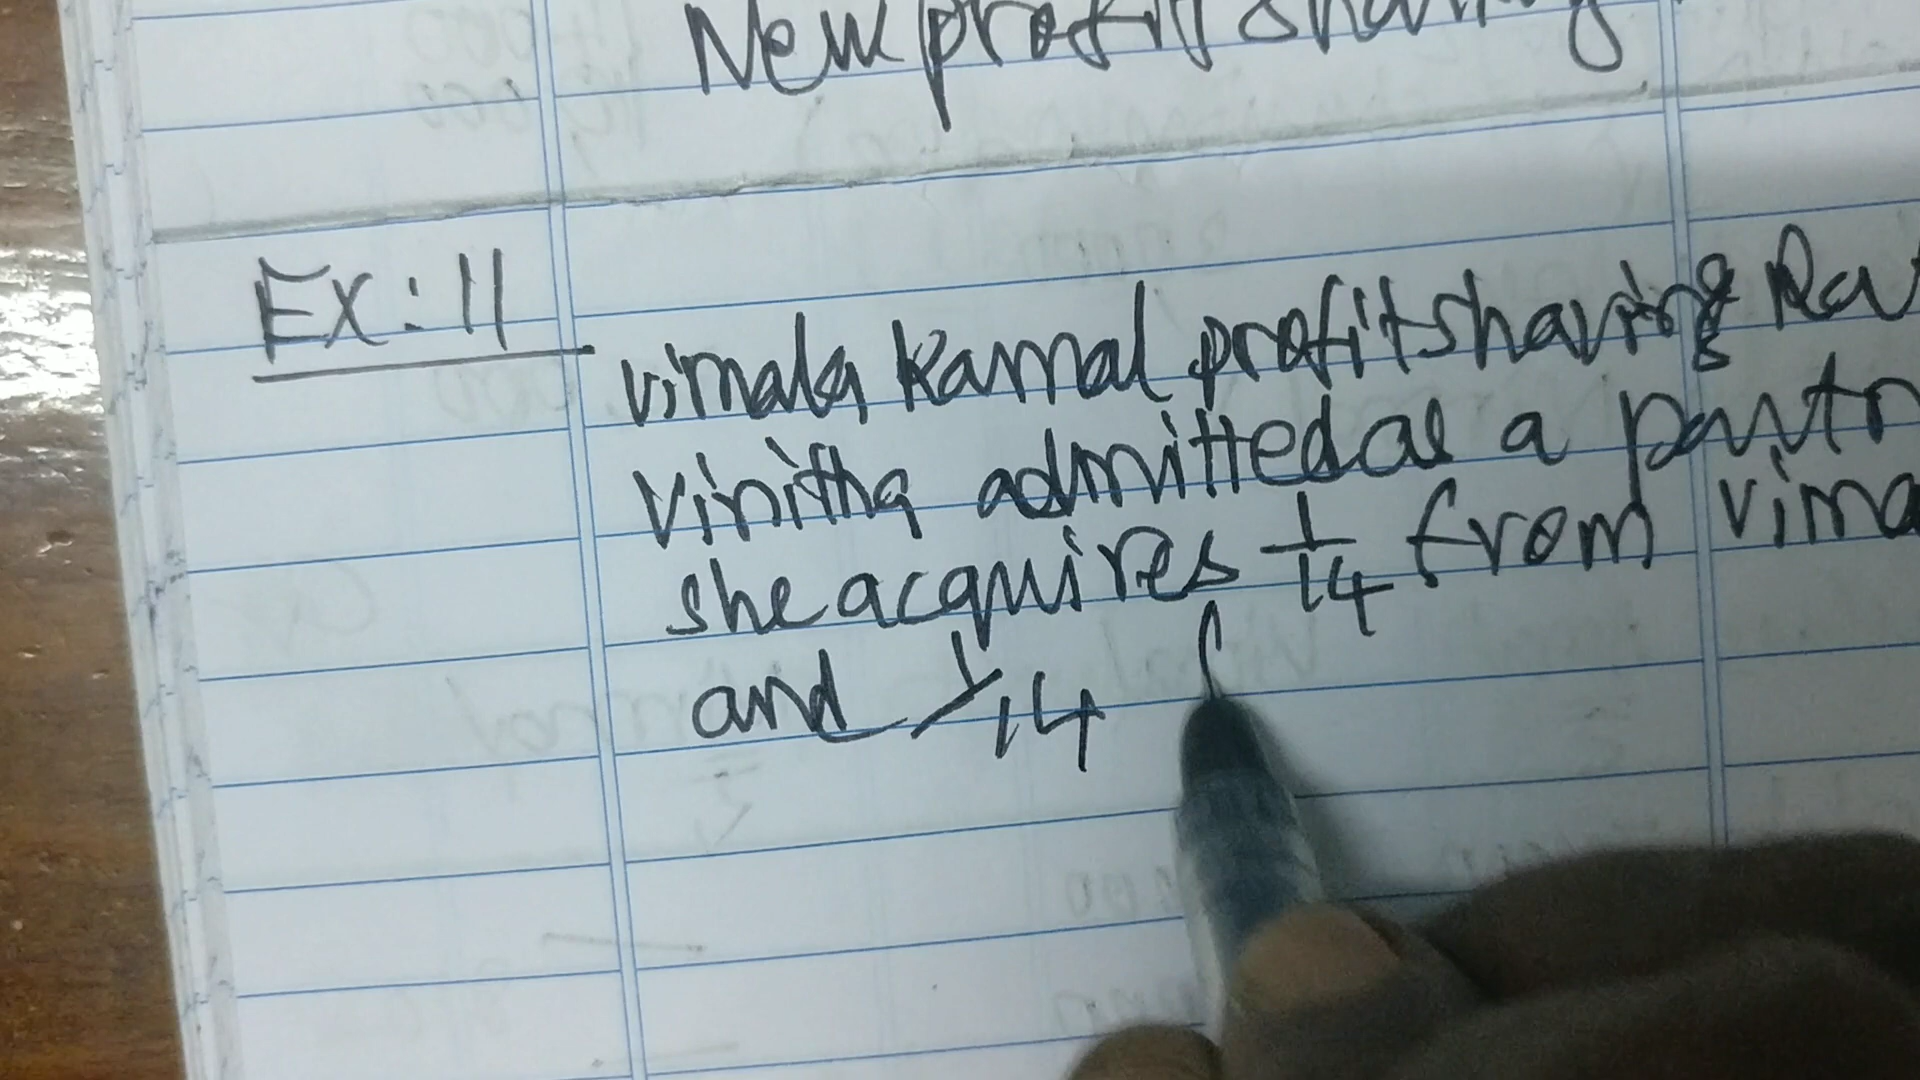 New profit sharing
Ex: 11
Vimala Kamal profit sharing Rat
Vinitha admitted as a partn
she acquires 1/14 from Vima
and 1/14